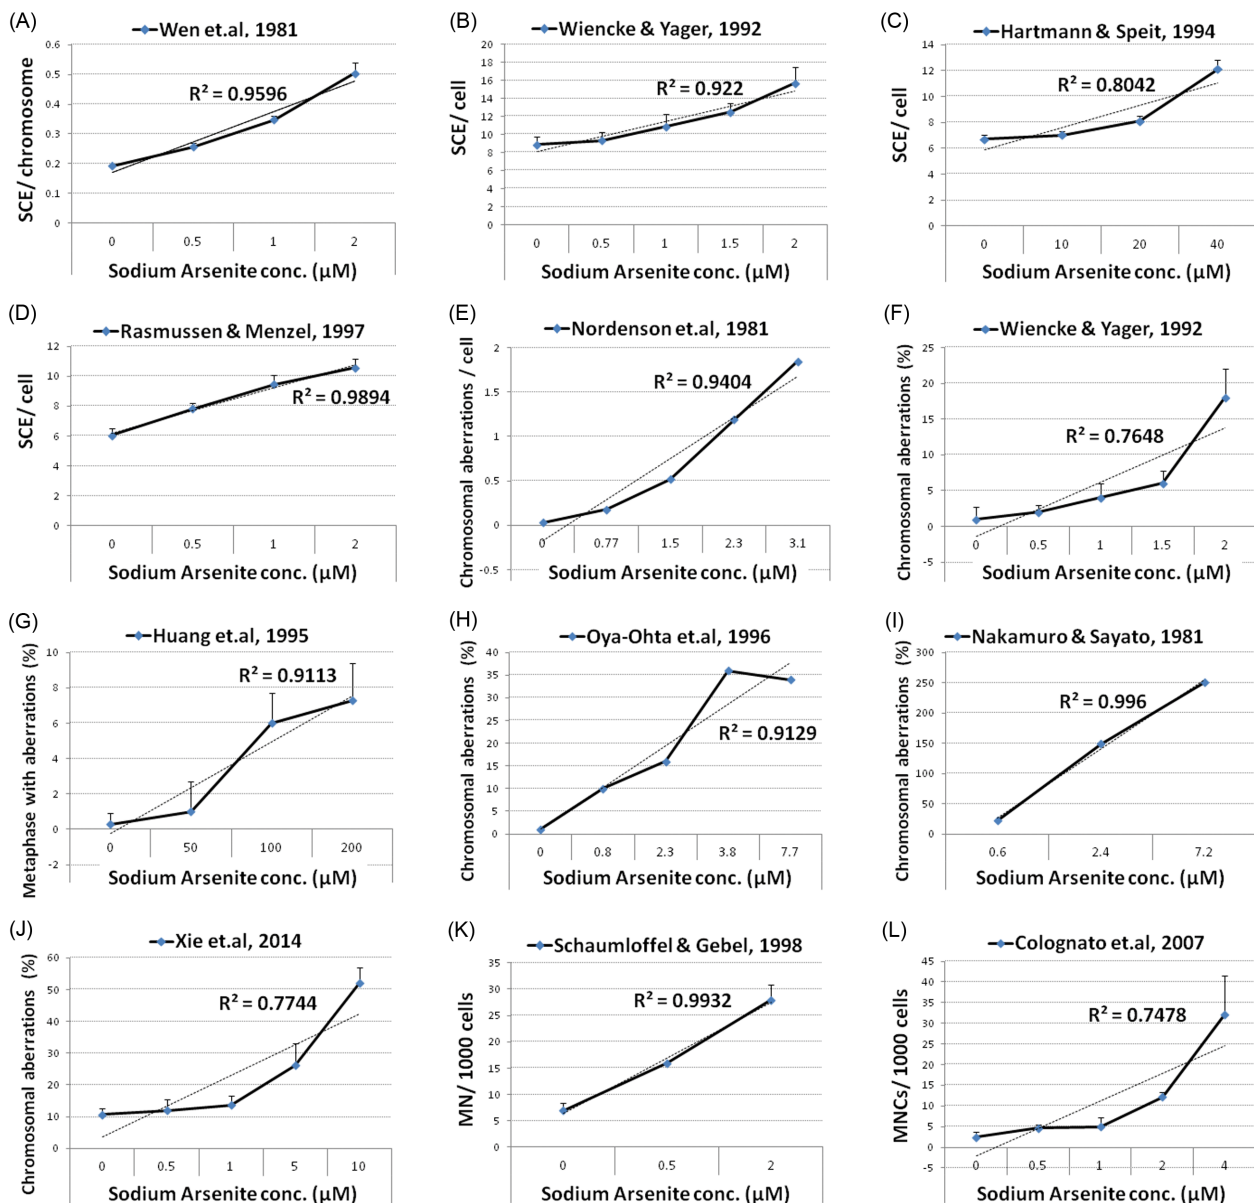 (A)
Wen et.al, 1981
SCE/ chromosome
0.6
0.5
0.4
0.3
0.2
0.1
0
R² = 0.9596
0 0.5 1 2
Sodium Arsenite conc. (µM)
(B)
Wiencke & Yager, 1992
SCE/ cell
20
18
16
14
12
10
8
6
4
2
0
R² = 0.922
0 0.5 1 1.5 2
Sodium Arsenite conc. (µM)
(C)
Hartmann & Speit, 1994
SCE/ cell
14
12
10
8
6
4
2
0
R² = 0.8042
0 10 20 40
Sodium Arsenite conc. (µM)
(D)
Rasmussen & Menzel, 1997
SCE/ cell
12
10
8
6
4
2
0
R² = 0.9894
0 0.5 1 2
Sodium Arsenite conc. (µM)
(E)
Nordenson et.al, 1981
Chromosomal aberrations / cell
2
1.5
1
0.5
0
-0.5
R² = 0.9404
0 0.77 1.5 2.3 3.1
Sodium Arsenite conc. (µM)
(F)
Wiencke & Yager, 1992
Chromosomal aberrations (%)
25
20
15
10
5
0
-5
R² = 0.7648
0 0.5 1 1.5 2
Sodium Arsenite conc. (µM)
(G)
Huang et.al, 1995
Metaphase with aberrations (%)
10
8
6
4
2
0
-2
R² = 0.9113
0 50 100 200
Sodium Arsenite conc. (µM)
(H)
Oya-Ohta et.al, 1996
Chromosomal aberrations (%)
40
35
30
25
20
15
10
5
0
R² = 0.9129
0 0.8 2.3 3.8 7.7
Sodium Arsenite conc. (µM)
(I)
Nakamuro & Sayato, 1981
Chromosomal aberrations (%)
300
250
200
150
100
50
0
R² = 0.996
0.6 2.4 7.2
Sodium Arsenite conc. (µM)
(J)
Xie et.al, 2014
Chromosomal aberrations (%)
60
50
40
30
20
10
0
R² = 0.7744
0 0.5 1 5 10
Sodium Arsenite conc. (µM)
(K)
Schaumloffel & Gebel, 1998
MN/ 1000 cells
35
30
25
20
15
10
5
0
R² = 0.9932
0 0.5 2
Sodium Arsenite conc. (µM)
(L)
Colognato et.al, 2007
MNCs/ 1000 cells
45
40
35
30
25
20
15
10
5
0
-5
R² = 0.7478
0 0.5 1 2 4
Sodium Arsenite conc. (µM)